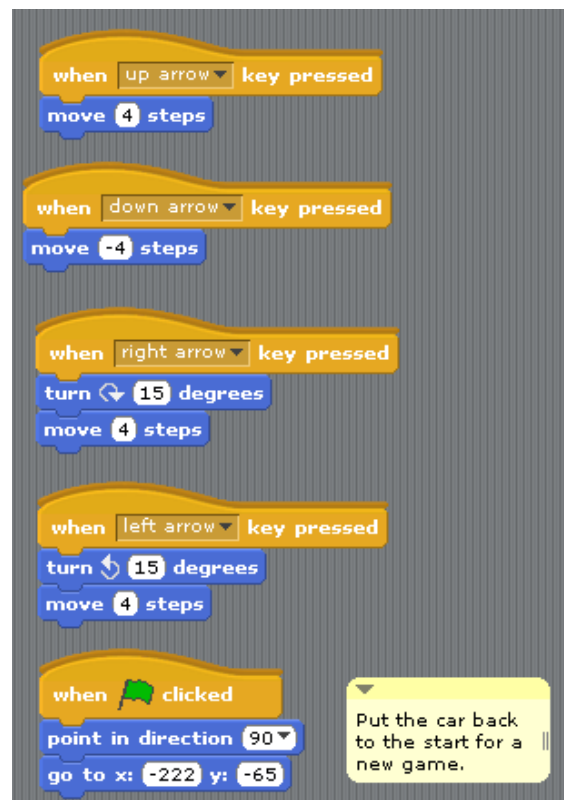 when up arrow key pressed
move 4 steps
when down arrow key pressed
move -4 steps
when right arrow key pressed
turn 15 degrees
move 4 steps
when left arrow key pressed
turn 15 degrees
move 4 steps
when clicked
point in direction 90
go to x: -222 y: -65
Put the car back
to the start for a
new game.